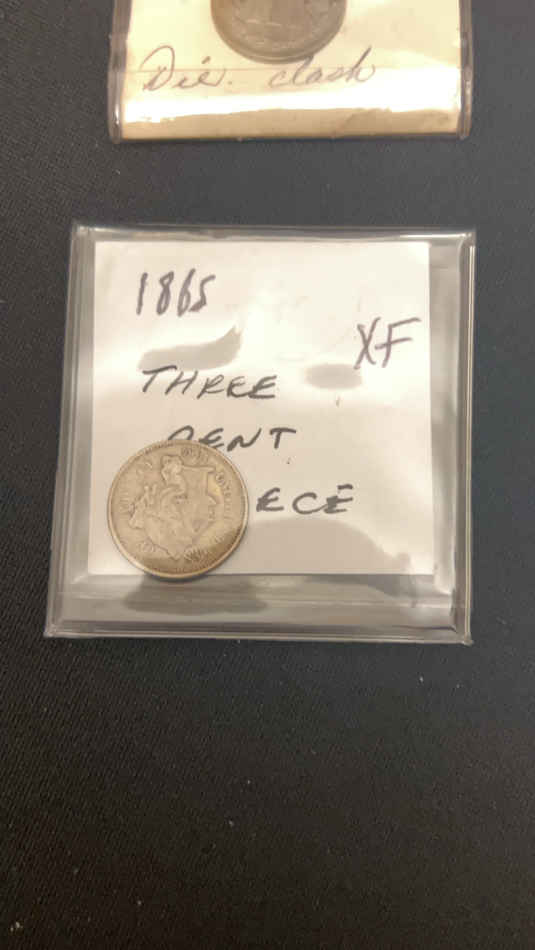 Die. clash
1865
XF
THREE
CENT
ECE